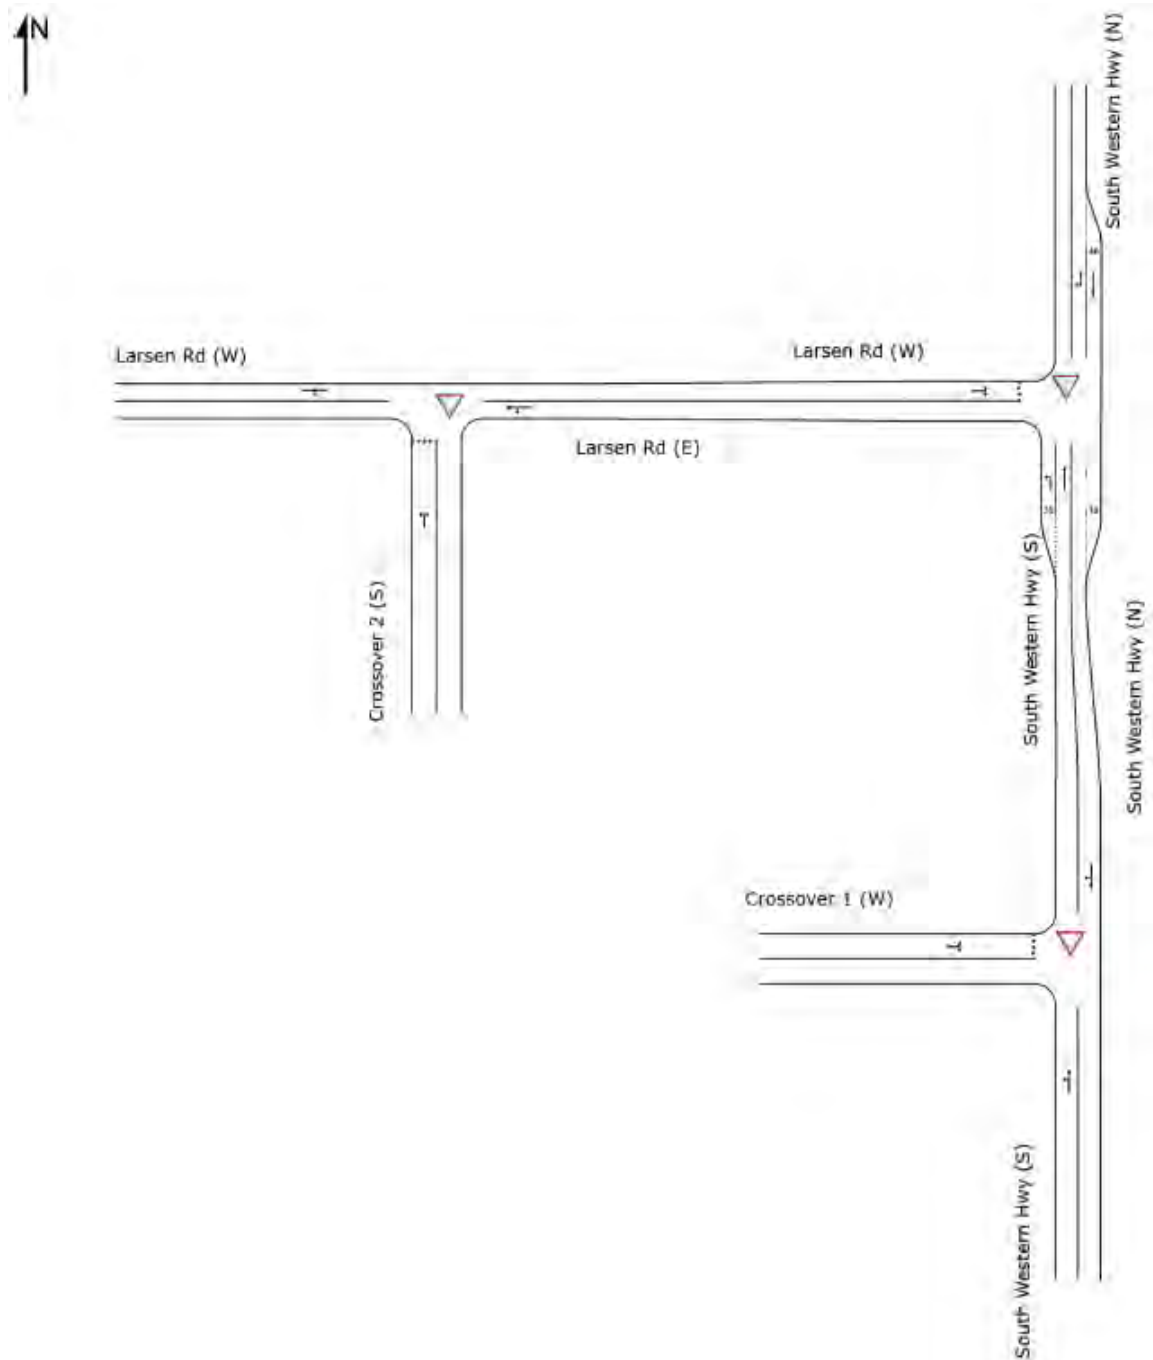 N
South Western Hwy (N)
Larsen Rd (W)
Larsen Rd (W)
Larsen Rd (E)
South Western Hwy (S)
Crossover 2 (S)
South Western Hwy (N)
Crossover 1 (W)
South Western Hwy (S)